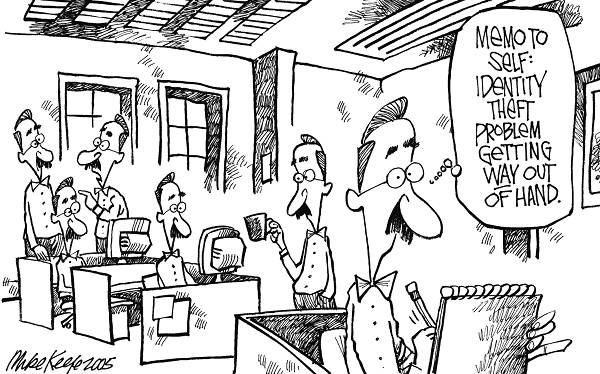 MEMO TO
SELF:
IDENTITY
THEFT
PROBLEM
GETTING
WAY OUT
OF HAND.
Mike Keefe 2005